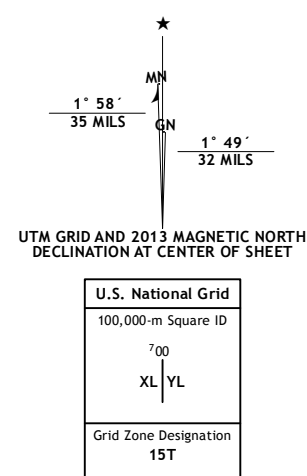 ★
MN
1° 58´
35 MILS
GN
1° 49´
32 MILS
UTM GRID AND 2013 MAGNETIC NORTH
DECLINATION AT CENTER OF SHEET
U.S. National Grid
100,000-m Square ID
⁷00
XL YL
Grid Zone Designation
15T